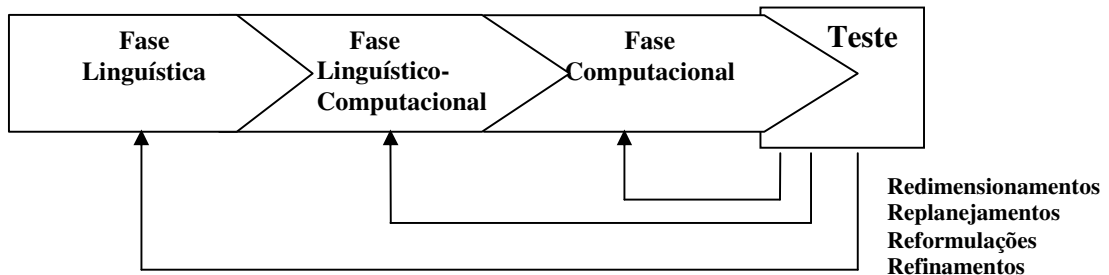 Fase
Linguística
Fase
Linguístico-
Computacional
Fase
Computacional
Teste
Redimensionamentos
Replanejamentos
Reformulações
Refinamentos